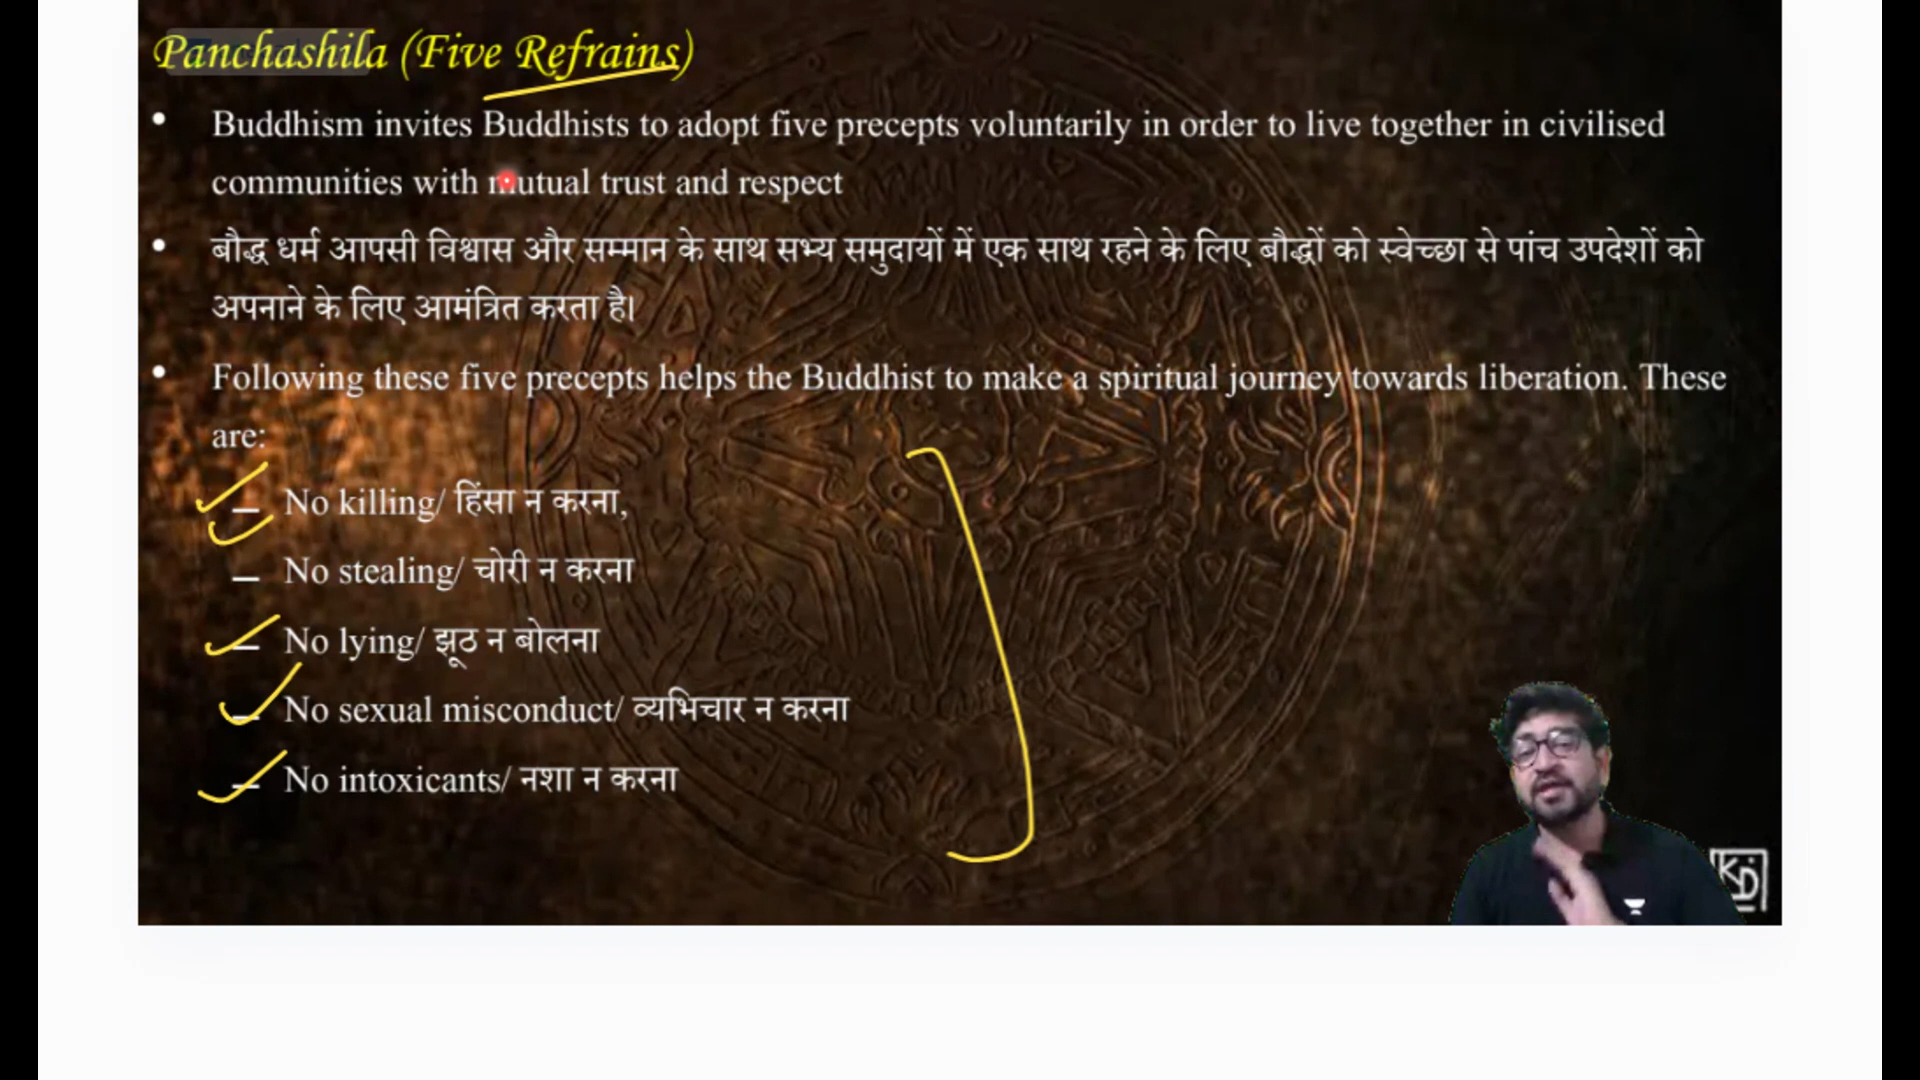 Panchashila (Five Refrains)
• Buddhism invites Buddhists to adopt five precepts voluntarily in order to live together in civilised
communities with mutual trust and respect
• बौद्ध धर्म आपसी विश्वास और सम्मान के साथ सभ्य समुदायों में एक साथ रहने के लिए बौद्धों को स्वेच्छा से पांच उपदेशों को
अपनाने के लिए आमंत्रित करता है।
• Following these five precepts helps the Buddhist to make a spiritual journey towards liberation. These
are:
– No killing/ हिंसा न करना,
– No stealing/ चोरी न करना
– No lying/ झूठ न बोलना
– No sexual misconduct/ व्यभिचार न करना
– No intoxicants/ नशा न करना
KD